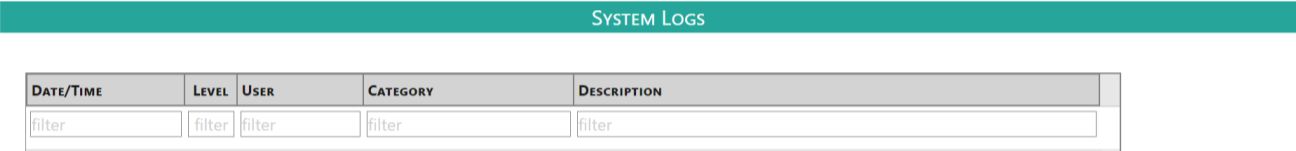 System Logs
Date/Time Level User Category Description
filter filter filter filter filter